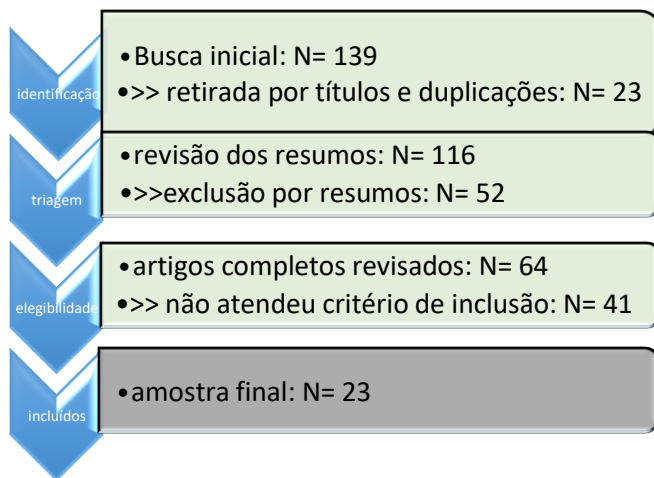 identificação
•Busca inicial: N= 139
•>> retirada por títulos e duplicações: N= 23
triagem
•revisão dos resumos: N= 116
•>>exclusão por resumos: N= 52
elegibilidade
•artigos completos revisados: N= 64
•>> não atendeu critério de inclusão: N= 41
incluídos
•amostra final: N= 23